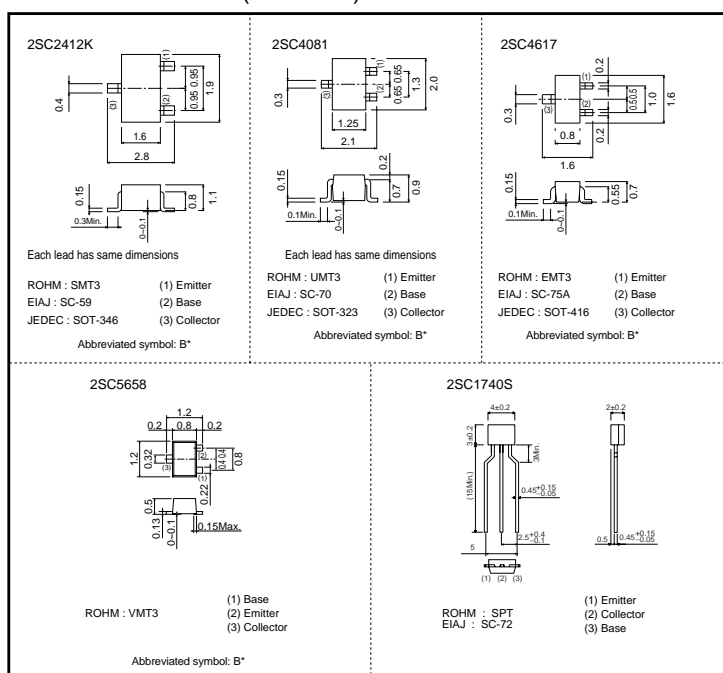 2SC2412K
(1)
0.4
(3)
(2)
0.95
0.95
1.9
1.6
2.8
0.15
0.3Min.
0~0.1
0.8
1.1
Each lead has same dimensions
ROHM : SMT3 (1) Emitter
EIAJ : SC-59 (2) Base
JEDEC : SOT-346 (3) Collector
Abbreviated symbol: B*
2SC4081
(1)
0.3
(3)
(2)
0.65
0.65
1.3
2.0
1.25
2.1
0.2
0.15
0.1Min.
0~0.1
0.7
0.9
Each lead has same dimensions
ROHM : UMT3 (1) Emitter
EIAJ : SC-70 (2) Base
JEDEC : SOT-323 (3) Collector
Abbreviated symbol: B*
2SC4617
(1)
0.2
0.3
(3)
(2)
0.5
0.5
1.0
1.6
0.8
0.2
1.6
0.15
0.1Min.
0~0.1
0.55
0.7
ROHM : EMT3 (1) Emitter
EIAJ : SC-75A (2) Base
JEDEC : SOT-416 (3) Collector
Abbreviated symbol: B*
2SC5658
1.2
0.2 0.8 0.2
1.2
0.32
(3)
(2)
(1)
0.4
0.4
0.8
0.22
0.5
0.13
0~0.1
0.15Max.
ROHM : VMT3
(1) Base
(2) Emitter
(3) Collector
Abbreviated symbol: B*
2SC1740S
4±0.2
2±0.2
3±0.2
3Min.
(15Min.)
0.45+0.15−0.05
2.5+0.4−0.1
5
0.5
0.45+0.15−0.05
(1) (2) (3)
ROHM : SPT
EIAJ : SC-72
(1) Emitter
(2) Collector
(3) Base